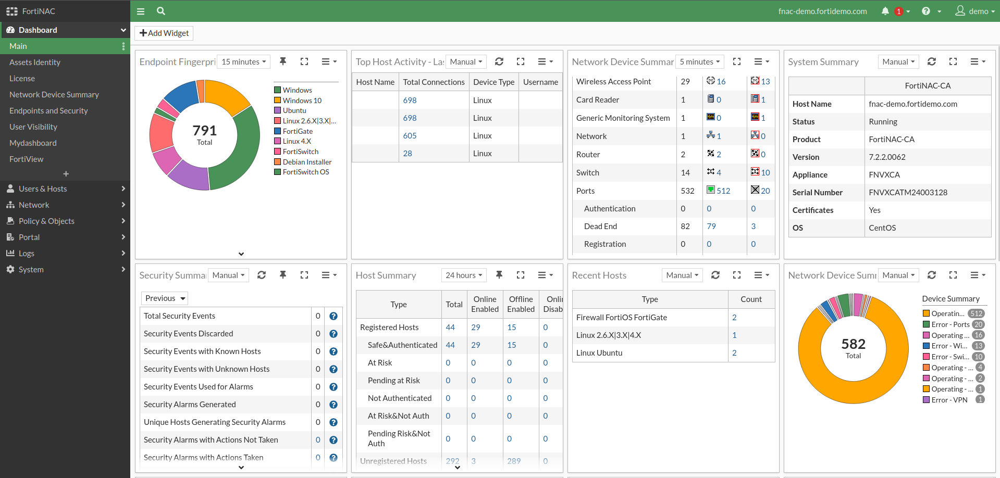 FortiNAC
fnac-demo.fortidemo.com 1 demo
Dashboard
Main
Assets Identity
License
Network Device Summary
Endpoints and Security
User Visibility
Mydashboard
FortiView
+
Users & Hosts
Network
Policy & Objects
Portal
Logs
System
+Add Widget
Endpoint Fingerpri 15 minutes
791
Total
Windows
Windows 10
Ubuntu
Linux 2.6.X|3.X|...
FortiGate
Linux 4.X
FortiSwitch
Debian Installer
FortiSwitch OS
Top Host Activity - La Manual
Host Name Total Connections Device Type Username
698 Linux
698 Linux
605 Linux
28 Linux
Network Device Summar 5 minutes
Wireless Access Point 29 16 13
Card Reader 1 0 1
Generic Monitoring System 1 0 1
Network 1 1 0
Router 2 2 0
Switch 14 4 10
Ports 532 512 20
Authentication 0 0 0
Dead End 82 79 3
Registration 0 0 0
System Summary Manual
FortiNAC-CA
Host Name fnac-demo.fortidemo.com
Status Running
Product FortiNAC-CA
Version 7.2.2.0062
Appliance FNVXCA
Serial Number FNVXCATM24003128
Certificates Yes
OS CentOS
Security Summa Manual
Previous
Total Security Events 0
Security Events Discarded 0
Security Events with Known Hosts 0
Security Events with Unknown Hosts 0
Security Events Used for Alarms 0
Security Alarms Generated 0
Unique Hosts Generating Security Alarms 0
Security Alarms with Actions Not Taken 0
Security Alarms with Actions Taken 0
Host Summary 24 hours
Type Total Online Enabled Offline Enabled Onli Disab
Registered Hosts 44 29 15 0
Safe&Authenticated 44 29 15 0
At Risk 0 0 0 0
Pending at Risk 0 0 0 0
Not Authenticated 0 0 0 0
At Risk&Not Auth 0 0 0 0
Pending Risk&Not Auth 0 0 0 0
Unregistered Hosts 292 3 289 0
Recent Hosts Manual
Type Count
Firewall FortiOS FortiGate 2
Linux 2.6.X|3.X|4.X 1
Linux Ubuntu 2
Network Device Sum Manual
582
Total
Device Summary
Operatin... 512
Error - Ports 20
Operating ... 16
Error - Wi... 13
Error - Swi... 10
Operating - ... 4
Operating - ... 2
Operating - ... 1
Error - VPN 1